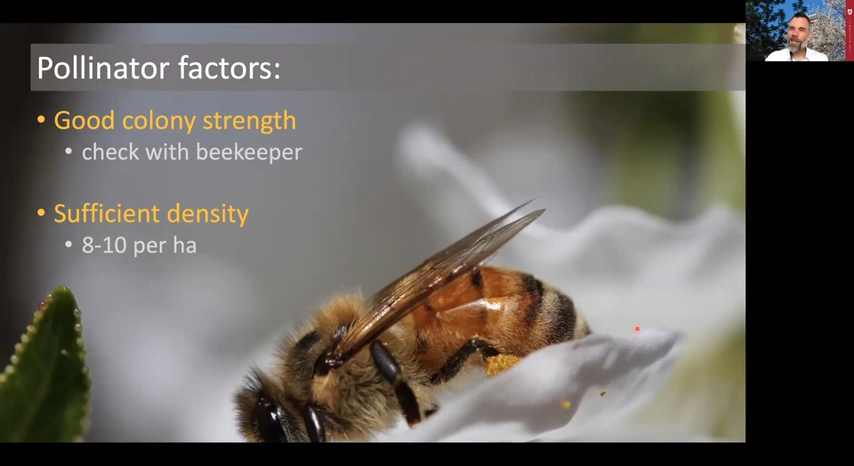 Pollinator factors:
• Good colony strength
• check with beekeeper
• Sufficient density
• 8-10 per ha